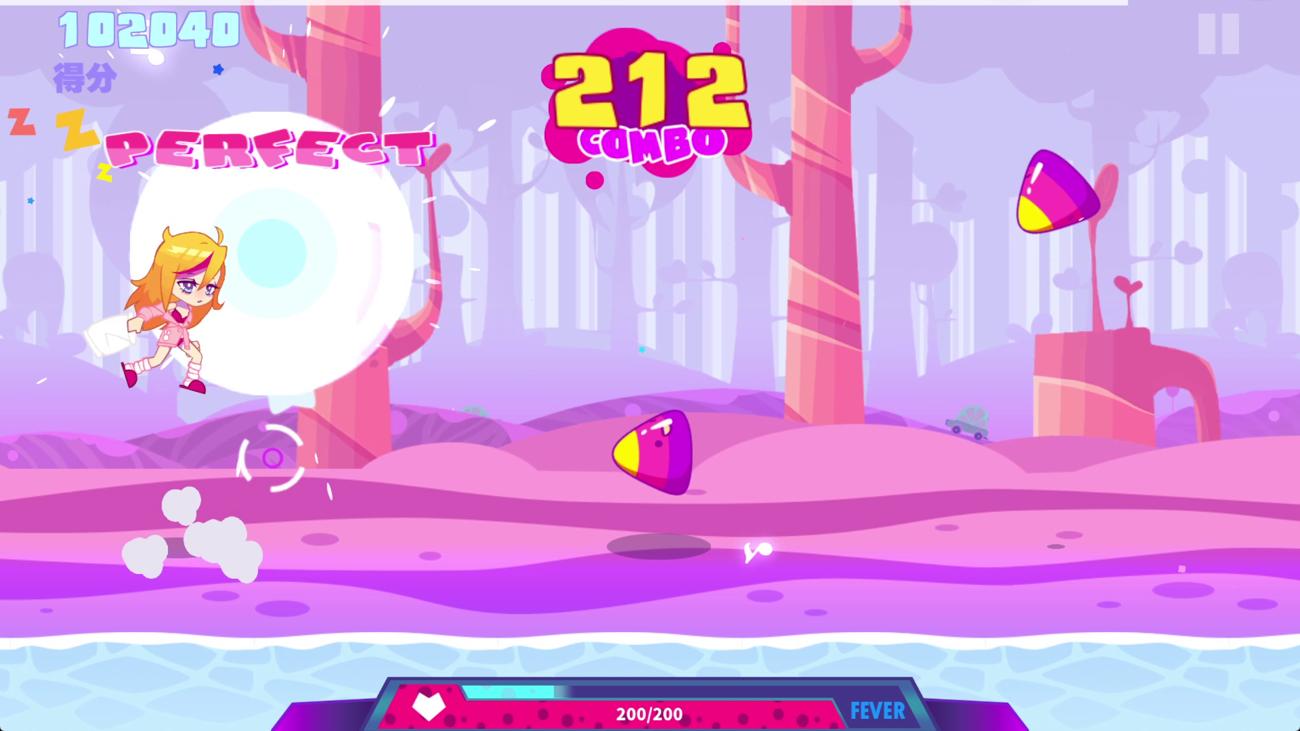 102040
得分
Z Z Z
PERFECT
212
COMBO
200/200
FEVER